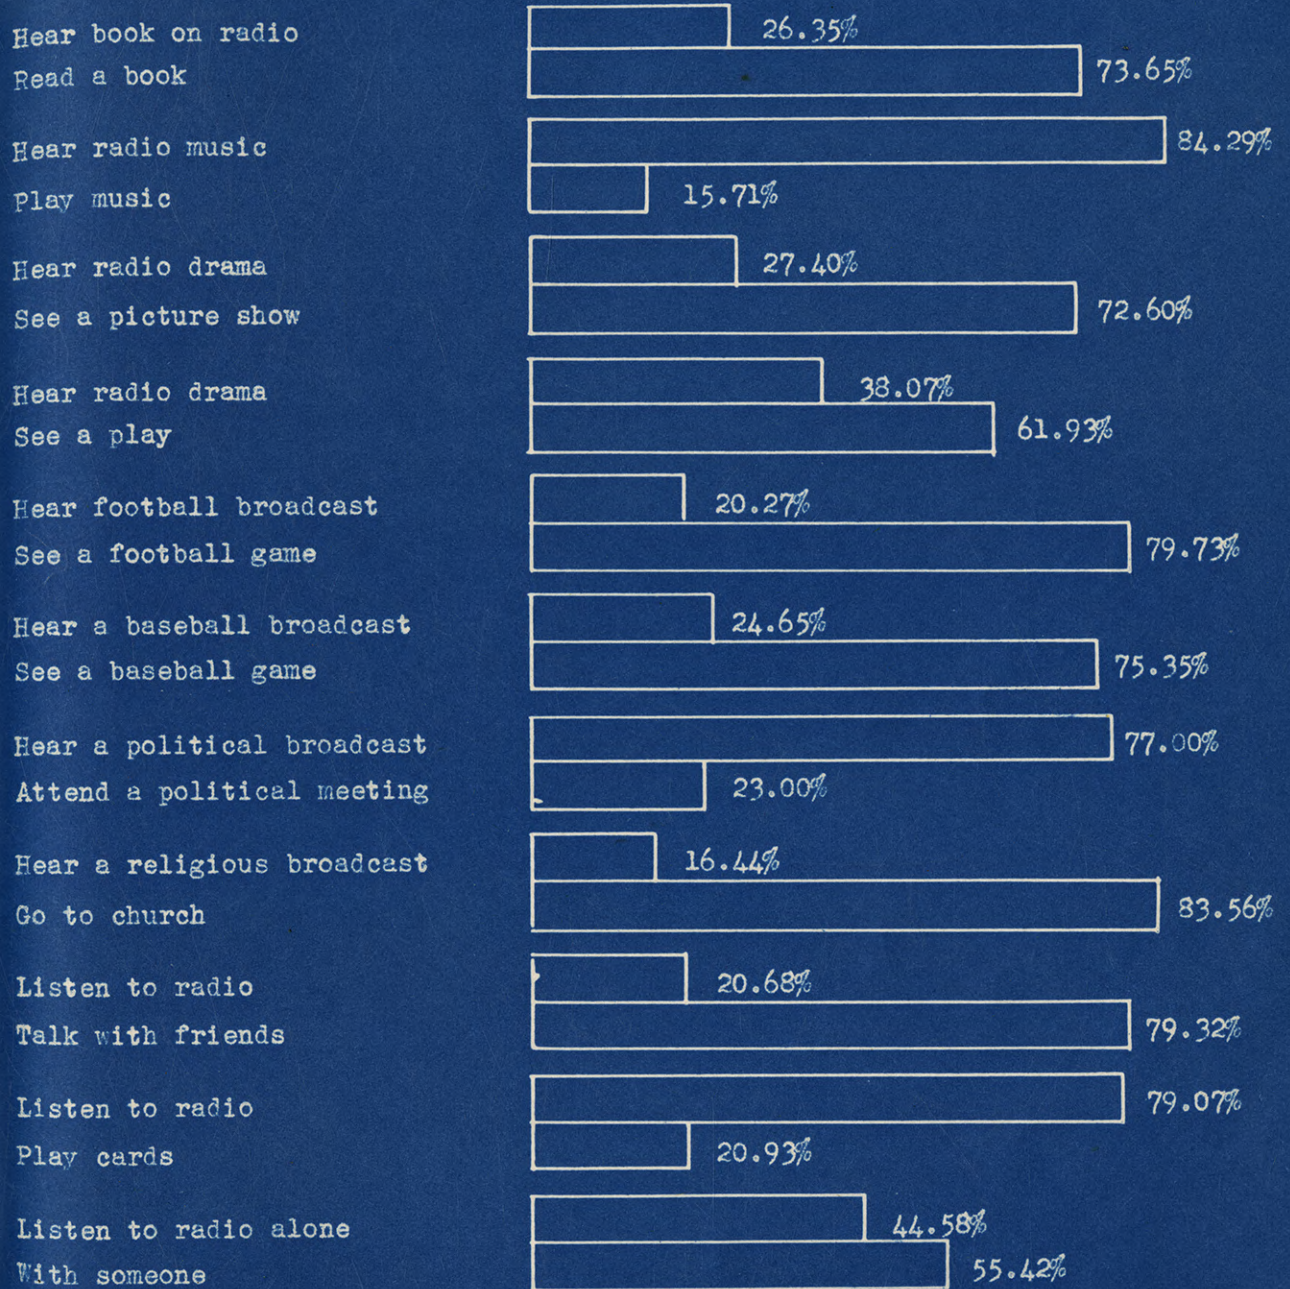 Hear book on radio 26.35%
Read a book 73.65%
Hear radio music 84.29%
Play music 15.71%
Hear radio drama 27.40%
See a picture show 72.60%
Hear radio drama 38.07%
See a play 61.93%
Hear football broadcast 20.27%
See a football game 79.73%
Hear a baseball broadcast 24.65%
See a baseball game 75.35%
Hear a political broadcast 77.00%
Attend a political meeting 23.00%
Hear a religious broadcast 16.44%
Go to church 83.56%
Listen to radio 20.68%
Talk with friends 79.32%
Listen to radio 79.07%
Play cards 20.93%
Listen to radio alone 44.58%
With someone 55.42%